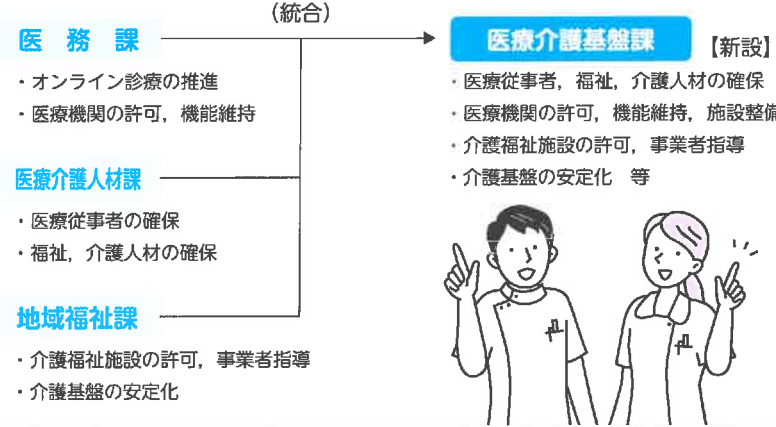 (統合)
医務課
・オンライン診療の推進
・医療機関の許可，機能維持
医療介護人材課
・医療従事者の確保
・福祉，介護人材の確保
地域福祉課
・介護福祉施設の許可，事業者指導
・介護基盤の安定化
医療介護基盤課 【新設】
・医療従事者，福祉，介護人材の確保
・医療機関の許可，機能維持，施設整備
・介護福祉施設の許可，事業者指導
・介護基盤の安定化　等